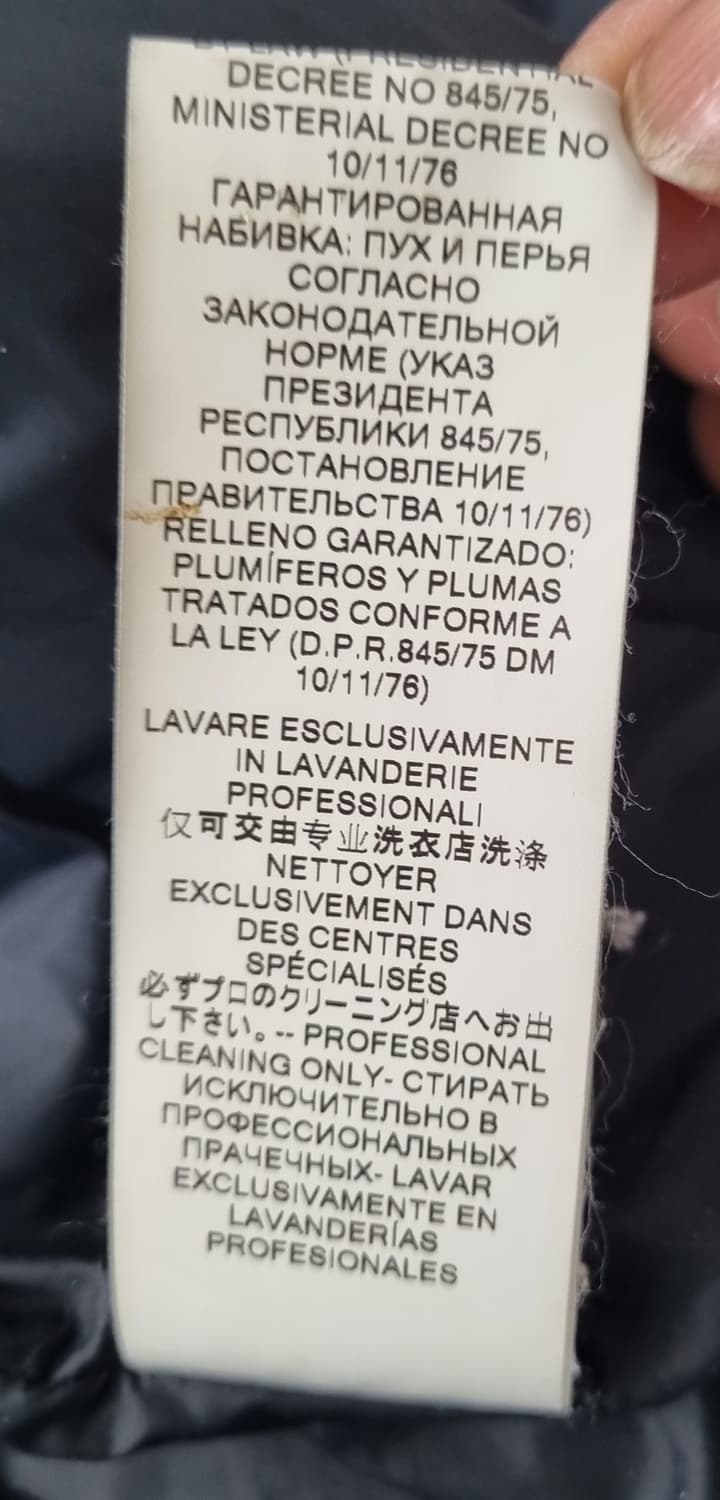 BY LAW (PRESIDENTIAL
DECREE NO 845/75,
MINISTERIAL DECREE NO
10/11/76
ГАРАНТИРОВАННАЯ
НАБИВКА: ПУХ И ПЕРЬЯ
СОГЛАСНО
ЗАКОНОДАТЕЛЬНОЙ
НОРМЕ (УКАЗ
ПРЕЗИДЕНТА
РЕСПУБЛИКИ 845/75,
ПОСТАНОВЛЕНИЕ
ПРАВИТЕЛЬСТВА 10/11/76)
RELLENO GARANTIZADO:
PLUMÍFEROS Y PLUMAS
TRATADOS CONFORME A
LA LEY (D.P.R.845/75 DM
10/11/76)
LAVARE ESCLUSIVAMENTE
IN LAVANDERIE
PROFESSIONALI
仅可交由专业洗衣店洗涤
NETTOYER
EXCLUSIVEMENT DANS
DES CENTRES
SPÉCIALISÉS
必ずプロのクリーニング店へお出
し下さい。-- PROFESSIONAL
CLEANING ONLY- СТИРАТЬ
ИСКЛЮЧИТЕЛЬНО В
ПРОФЕССИОНАЛЬНЫХ
ПРАЧЕЧНЫХ- LAVAR
EXCLUSIVAMENTE EN
LAVANDERÍAS
PROFESIONALES